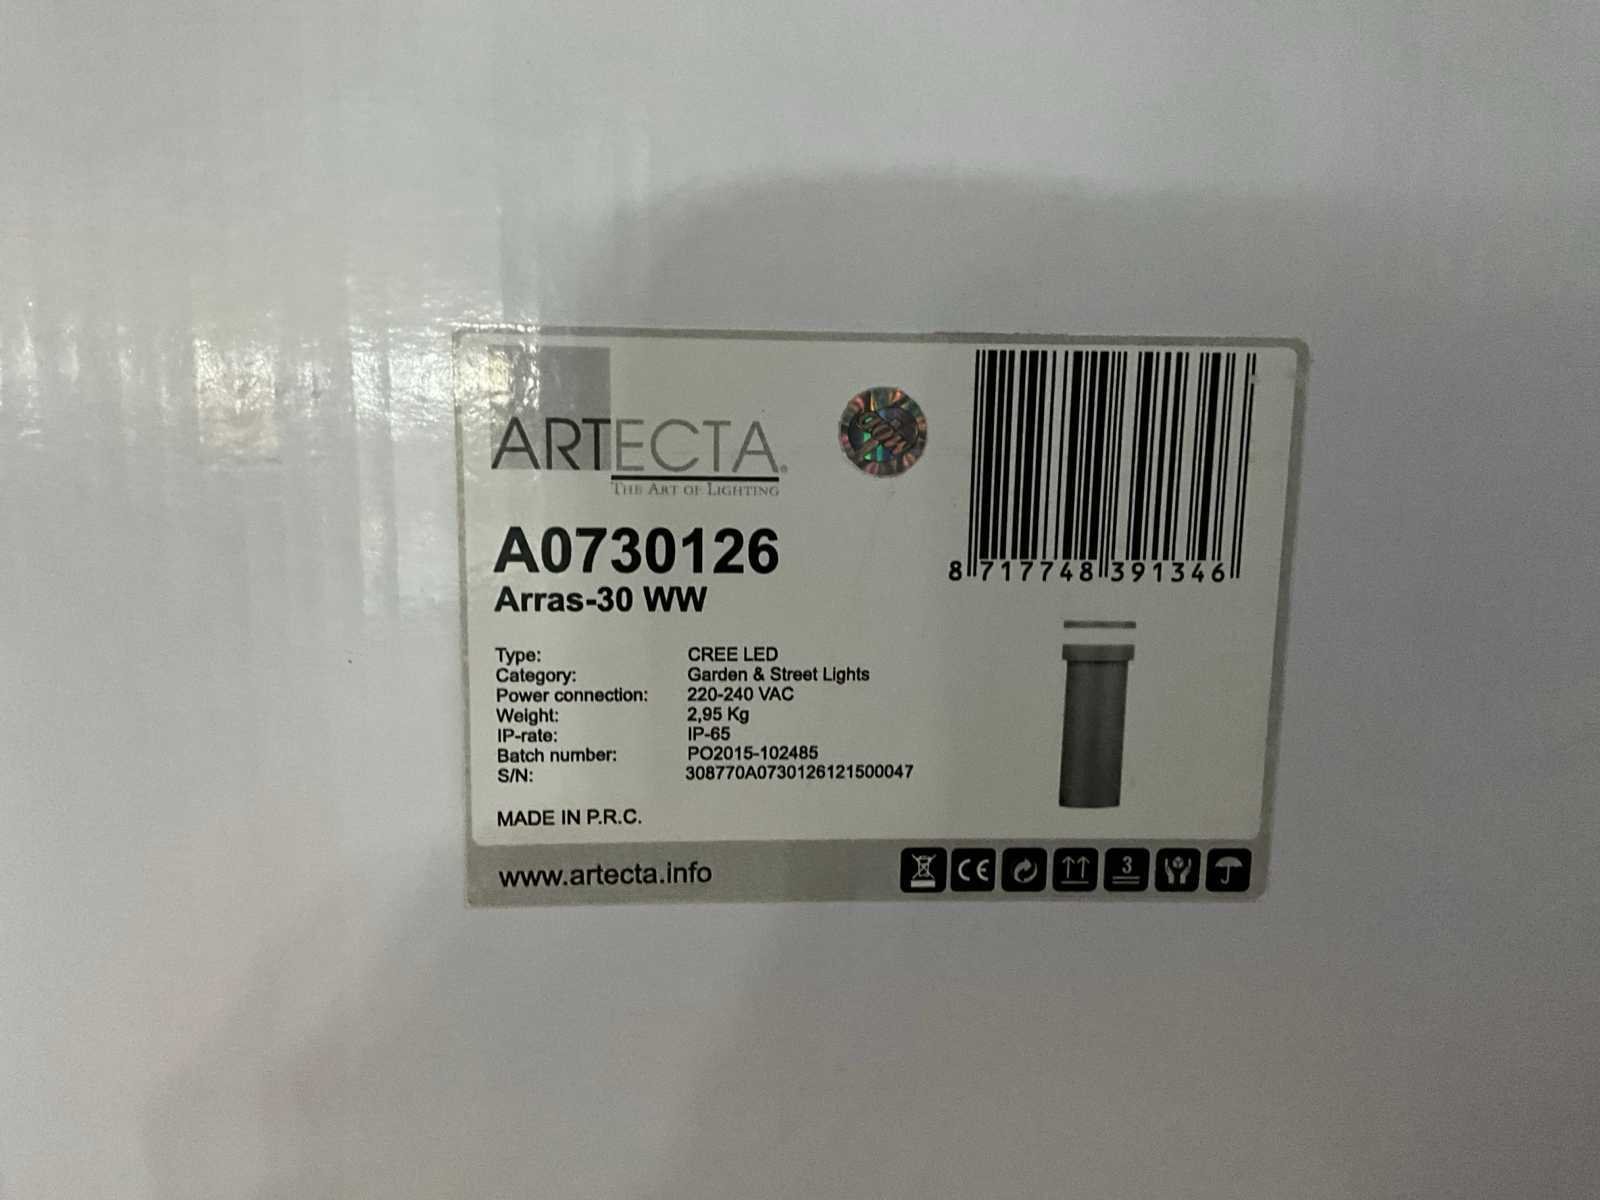 ARTECTA®
THE ART OF LIGHTING
A0730126
Arras-30 WW
Type: CREE LED
Category: Garden & Street Lights
Power connection: 220-240 VAC
Weight: 2,95 Kg
IP-rate: IP-65
Batch number: PO2015-102485
S/N: 308770A0730126121500047
MADE IN P.R.C.
www.artecta.info
8 717748 391346
CE
3